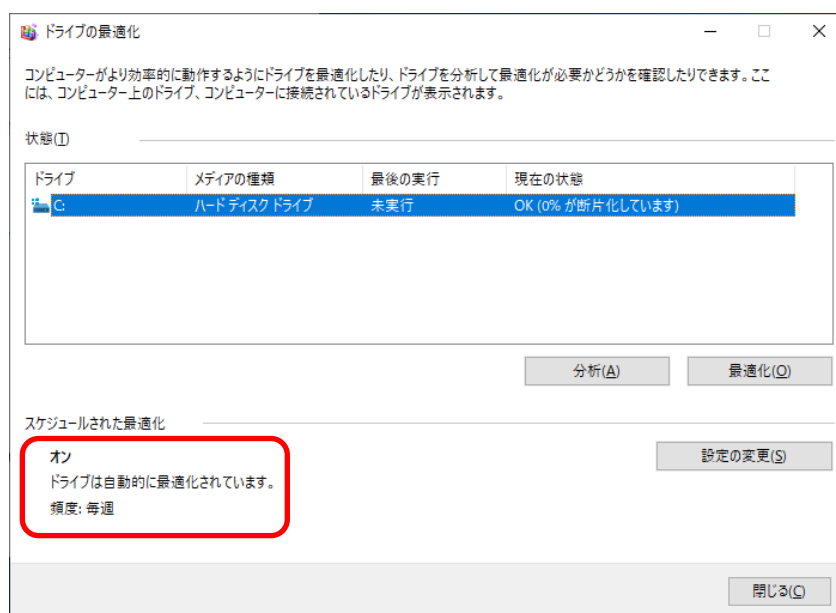 ドライブの最適化
コンピューターがより効率的に動作するようにドライブを最適化したり、ドライブを分析して最適化が必要かどうかを確認したりできます。ここ
には、コンピューター上のドライブ、コンピューターに接続されているドライブが表示されます。
状態(T)
ドライブ メディアの種類 最後の実行 現在の状態
C: ハード ディスク ドライブ 未実行 OK (0% が断片化しています)
分析(A) 最適化(O)
スケジュールされた最適化
オン
ドライブは自動的に最適化されています。
頻度: 毎週
設定の変更(S)
閉じる(C)